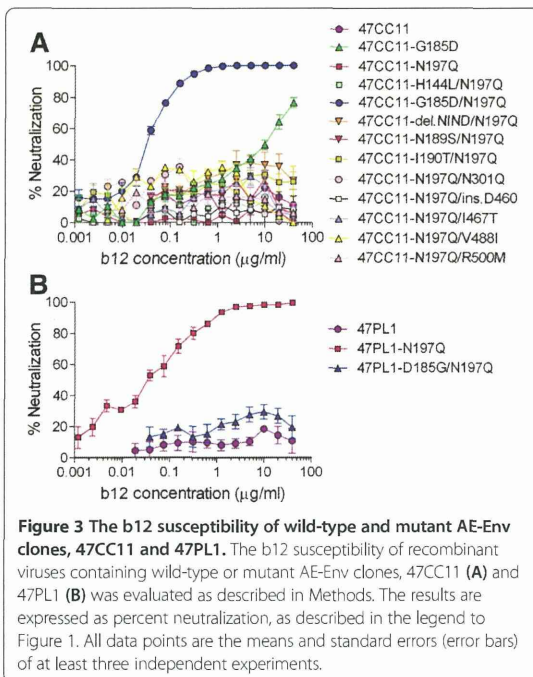 A
% Neutralization
100
80
60
40
20
0
0.001
0.01
0.1
1
10
100
b12 concentration (μg/ml)
47CC11
47CC11-G185D
47CC11-N197Q
47CC11-H144L/N197Q
47CC11-G185D/N197Q
47CC11-del.NIND/N197Q
47CC11-N189S/N197Q
47CC11-I190T/N197Q
47CC11-N197Q/N301Q
47CC11-N197Q/ins.D460
47CC11-N197Q/I467T
47CC11-N197Q/V488I
47CC11-N197Q/R500M
B
% Neutralization
100
80
60
40
20
0
0.001
0.01
0.1
1
10
100
b12 concentration (μg/ml)
47PL1
47PL1-N197Q
47PL1-D185G/N197Q
Figure 3 The b12 susceptibility of wild-type and mutant AE-Env
clones, 47CC11 and 47PL1. The b12 susceptibility of recombinant
viruses containing wild-type or mutant AE-Env clones, 47CC11 (A) and
47PL1 (B) was evaluated as described in Methods. The results are
expressed as percent neutralization, as described in the legend to
Figure 1. All data points are the means and standard errors (error bars)
of at least three independent experiments.